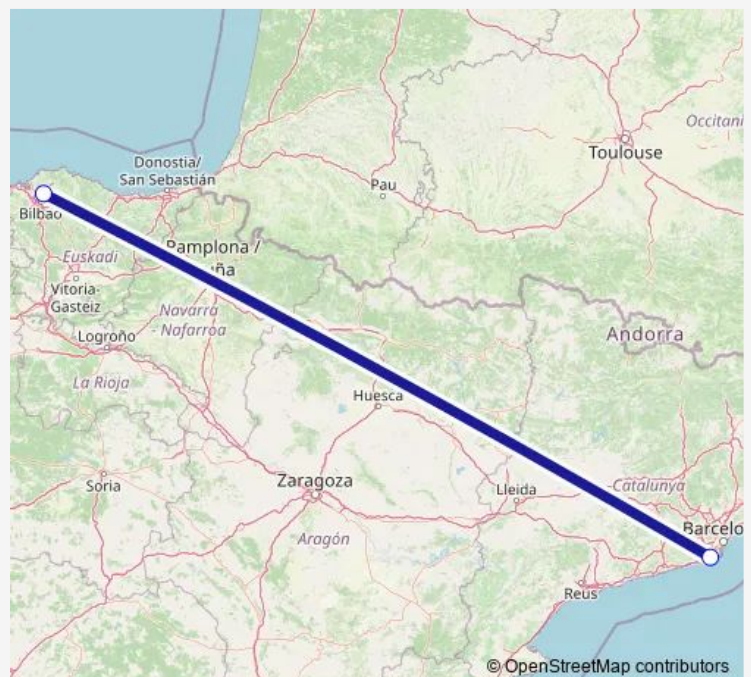 Occitani
Toulouse
Donostia/
San Sebastián
Pau
Bilbao
Pamplona /
uña
Euskadi
Vitoria-
Gasteiz
Navarra
- Nafarroa
Logroño
Andorra
La Rioja
Huesca
Soria
Zaragoza
Lleida
-Catalunya
Barcelo
Aragón
Reus
© OpenStreetMap contributors